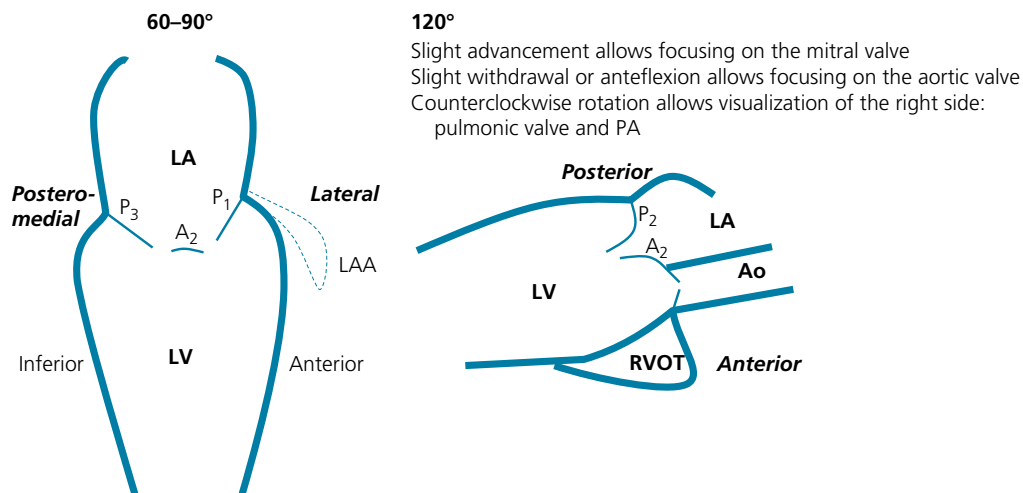 60–90°
LA
Postero-
medial
P3
P1
Lateral
A2
LAA
Inferior
LV
Anterior
120°
Slight advancement allows focusing on the mitral valve
Slight withdrawal or anteflexion allows focusing on the aortic valve
Counterclockwise rotation allows visualization of the right side:
pulmonic valve and PA
Posterior
P2
LA
A2
Ao
LV
RVOT
Anterior